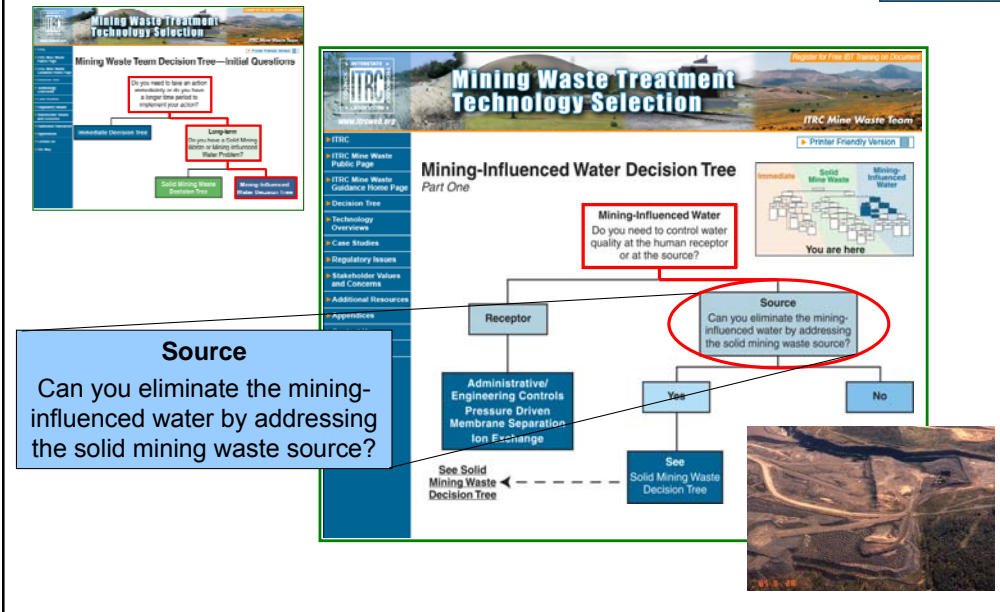 Mining Waste Treatment
Technology Selection
ITRC Mine Waste Team
Printer Friendly Version
Mining Waste Team Decision Tree—Initial Questions
Do you need to take an action
immediately or do you have
a longer time period to
implement your action?
Immediate Decision Tree
Long-term
Do you have a Solid Mining
Waste or Mining-Influenced
Water Problem?
Solid Mining Waste
Decision Tree
Mining-Influenced
Water Decision Tree
INTERSTATE
COUNCIL
ITRC
REGULATORY
www.itrcweb.org
Mining Waste Treatment
Technology Selection
Register for Free IBT Training on Document
ITRC Mine Waste Team
ITRC
ITRC Mine Waste
Public Page
ITRC Mine Waste
Guidance Home Page
Decision Tree
Technology
Overviews
Case Studies
Regulatory Issues
Stakeholder Values
and Concerns
Additional Resources
Appendices
Printer Friendly Version
Mining-Influenced Water Decision Tree
Part One
Immediate
Solid
Mine Waste
Mining-
Influenced
Water
You are here
Mining-Influenced Water
Do you need to control water
quality at the human receptor
or at the source?
Receptor
Source
Can you eliminate the mining-
influenced water by addressing
the solid mining waste source?
Administrative/
Engineering Controls
Pressure Driven
Membrane Separation
Ion Exchange
Yes
No
See
Solid Mining Waste
Decision Tree
See Solid
Mining Waste
Decision Tree
Source
Can you eliminate the mining-
influenced water by addressing
the solid mining waste source?